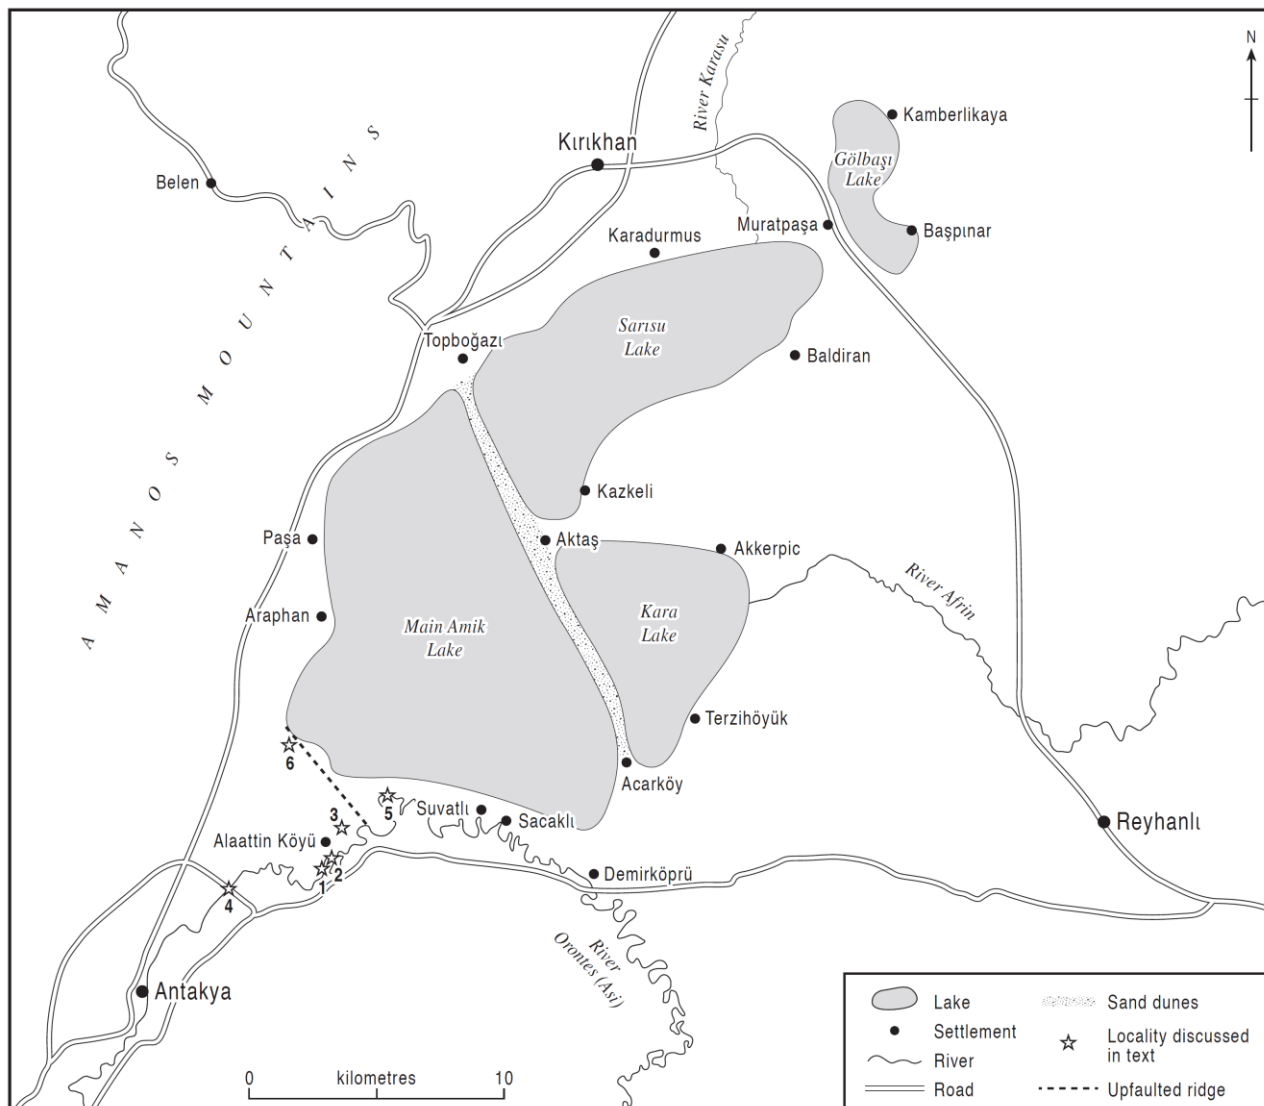 N
River Karasu
Kamberlikaya
Kırıkhan
Gölbaşı
Lake
Belen
AMANOS MOUNTAINS
Muratpaşa
Başpınar
Karadurmus
Sarısu
Lake
Topboğazı
Baldiran
Kazkeli
Paşa
Aktaş
Akkerpic
River Afrin
Araphan
Main Amik
Lake
Kara
Lake
Terzihöyük
6
Acarköy
5
Suvatlı
Sacaklı
3
Alaattin Köyü
Reyhanlı
1
2
4
Demirköprü
River
Orontes (Asi)
Antakya
0 kilometres 10
Lake
Settlement
River
Road
Sand dunes
Locality discussed
in text
Upfaulted ridge